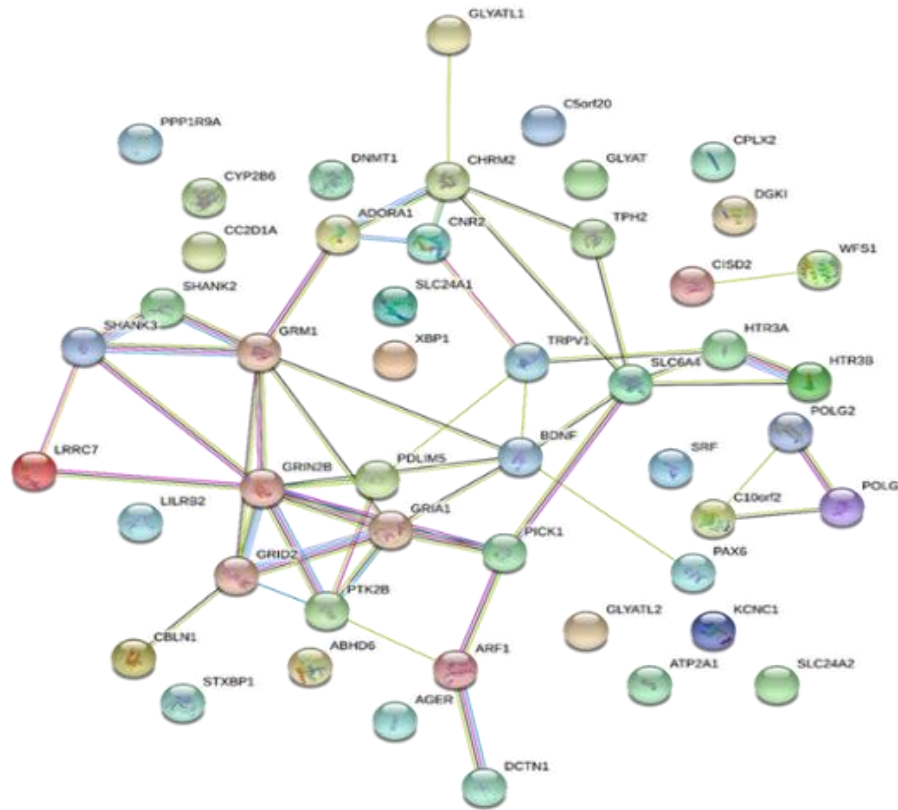 GLYATL1
C5orf20
PPP1R9A
CPLX2
DNMT1
CHRM2
GLYAT
CYP2B6
DGKI
ADORA1
CNR2
TPH2
CC2D1A
WFS1
CISD2
SHANK2
SLC24A1
SHANK3
GRM1
XBP1
TRPV1
SLC6A4
HTR3A
HTR3B
POLG2
LRRC7
BDNF
PDLIM5
SRF
GRIN2B
POLG
C10orf2
LILRB2
GRIA1
PICK1
GRID2
PAX6
PTK2B
GLYATL2
KCNC1
CBLN1
ABHD6
ARF1
ATP2A1
SLC24A2
STXBP1
AGER
DCTN1